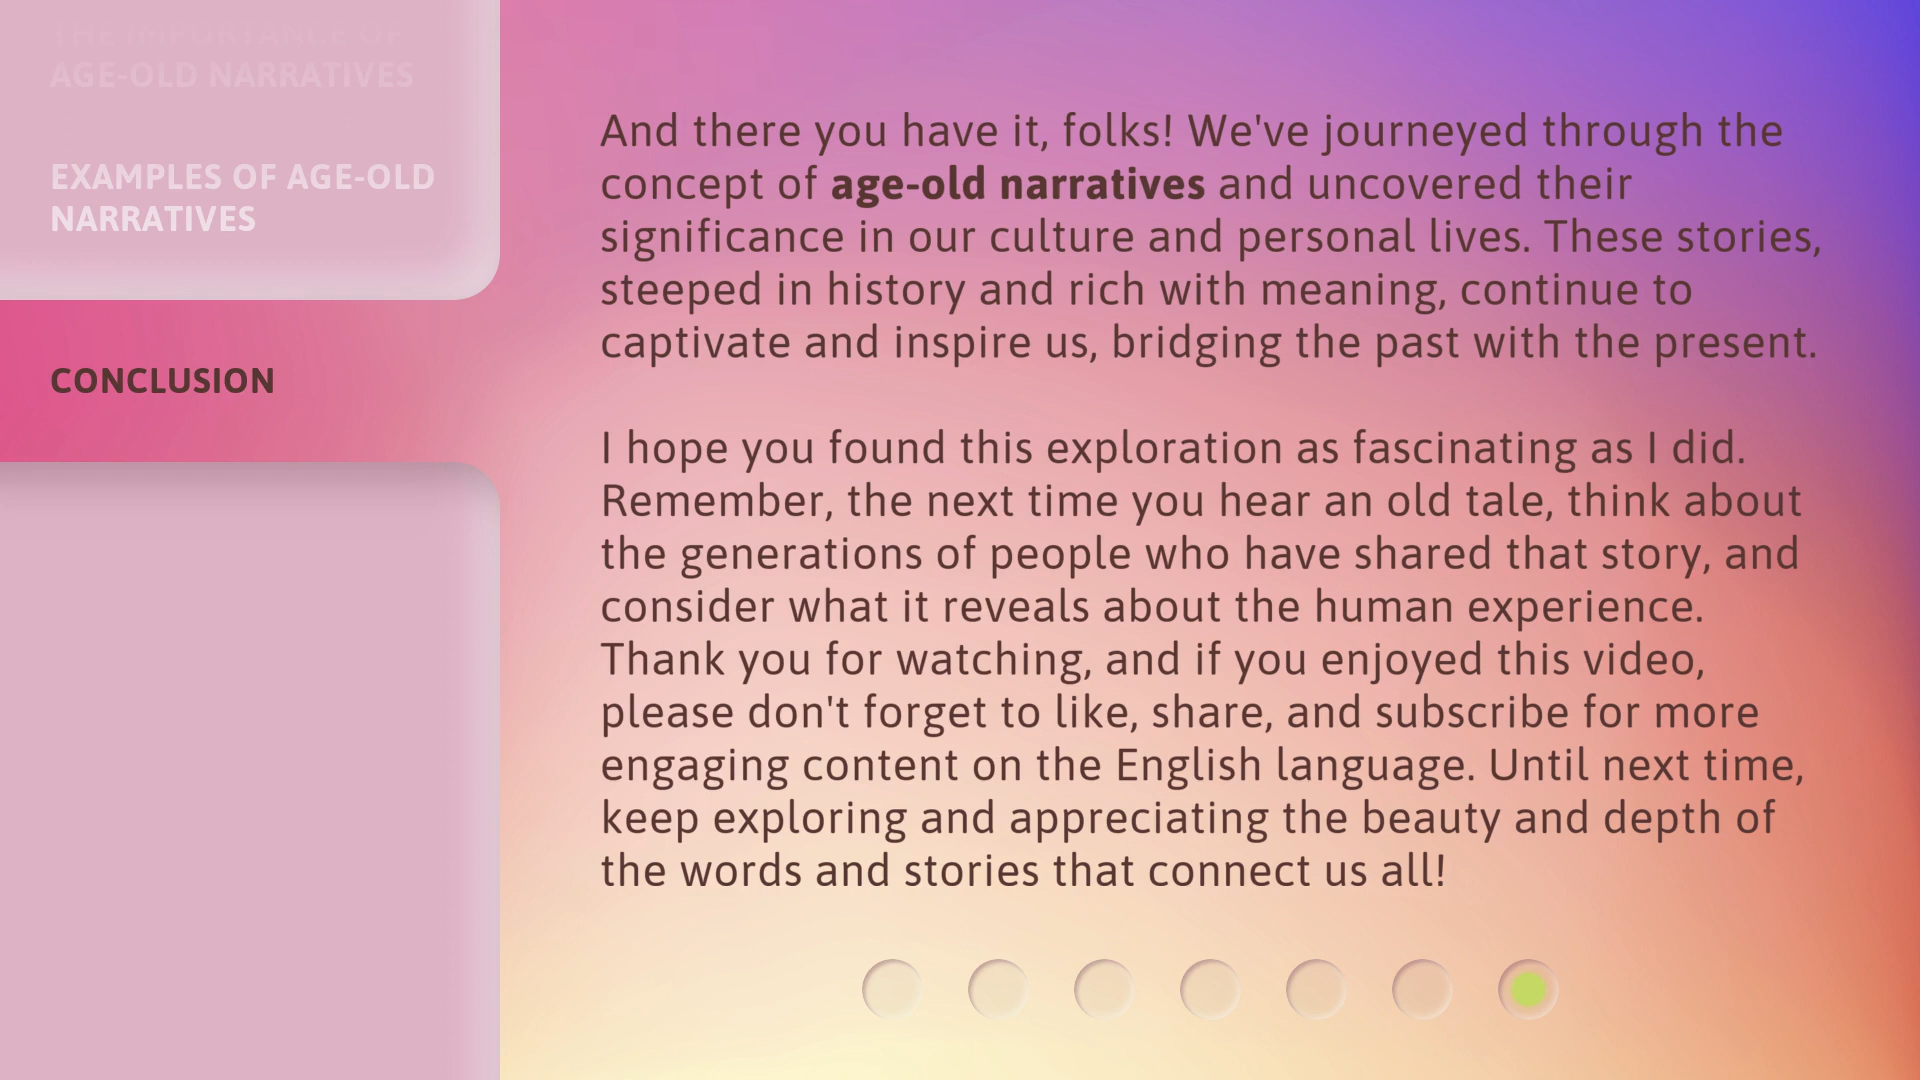 THE IMPORTANCE OF
AGE-OLD NARRATIVES
EXAMPLES OF AGE-OLD
NARRATIVES
CONCLUSION
And there you have it, folks! We've journeyed through the
concept of age-old narratives and uncovered their
significance in our culture and personal lives. These stories,
steeped in history and rich with meaning, continue to
captivate and inspire us, bridging the past with the present.
I hope you found this exploration as fascinating as I did.
Remember, the next time you hear an old tale, think about
the generations of people who have shared that story, and
consider what it reveals about the human experience.
Thank you for watching, and if you enjoyed this video,
please don't forget to like, share, and subscribe for more
engaging content on the English language. Until next time,
keep exploring and appreciating the beauty and depth of
the words and stories that connect us all!